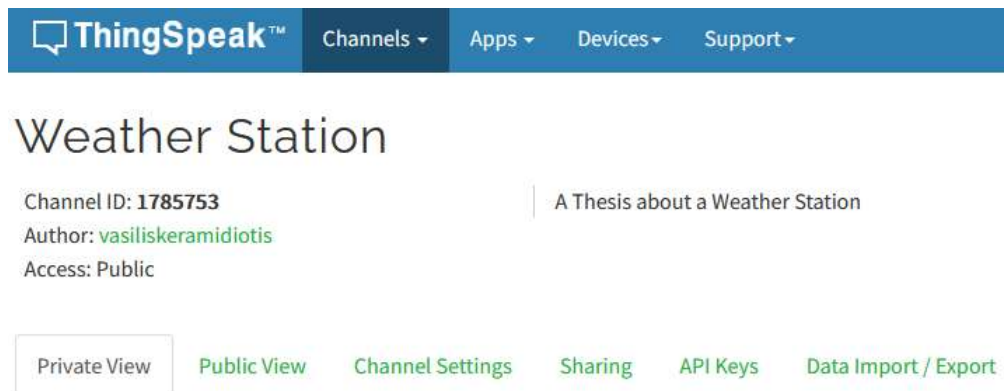 ThingSpeak™ Channels Apps Devices Support
Weather Station
Channel ID: 1785753
A Thesis about a Weather Station
Author: vasiliskeramidiotis
Access: Public
Private View Public View Channel Settings Sharing API Keys Data Import / Export